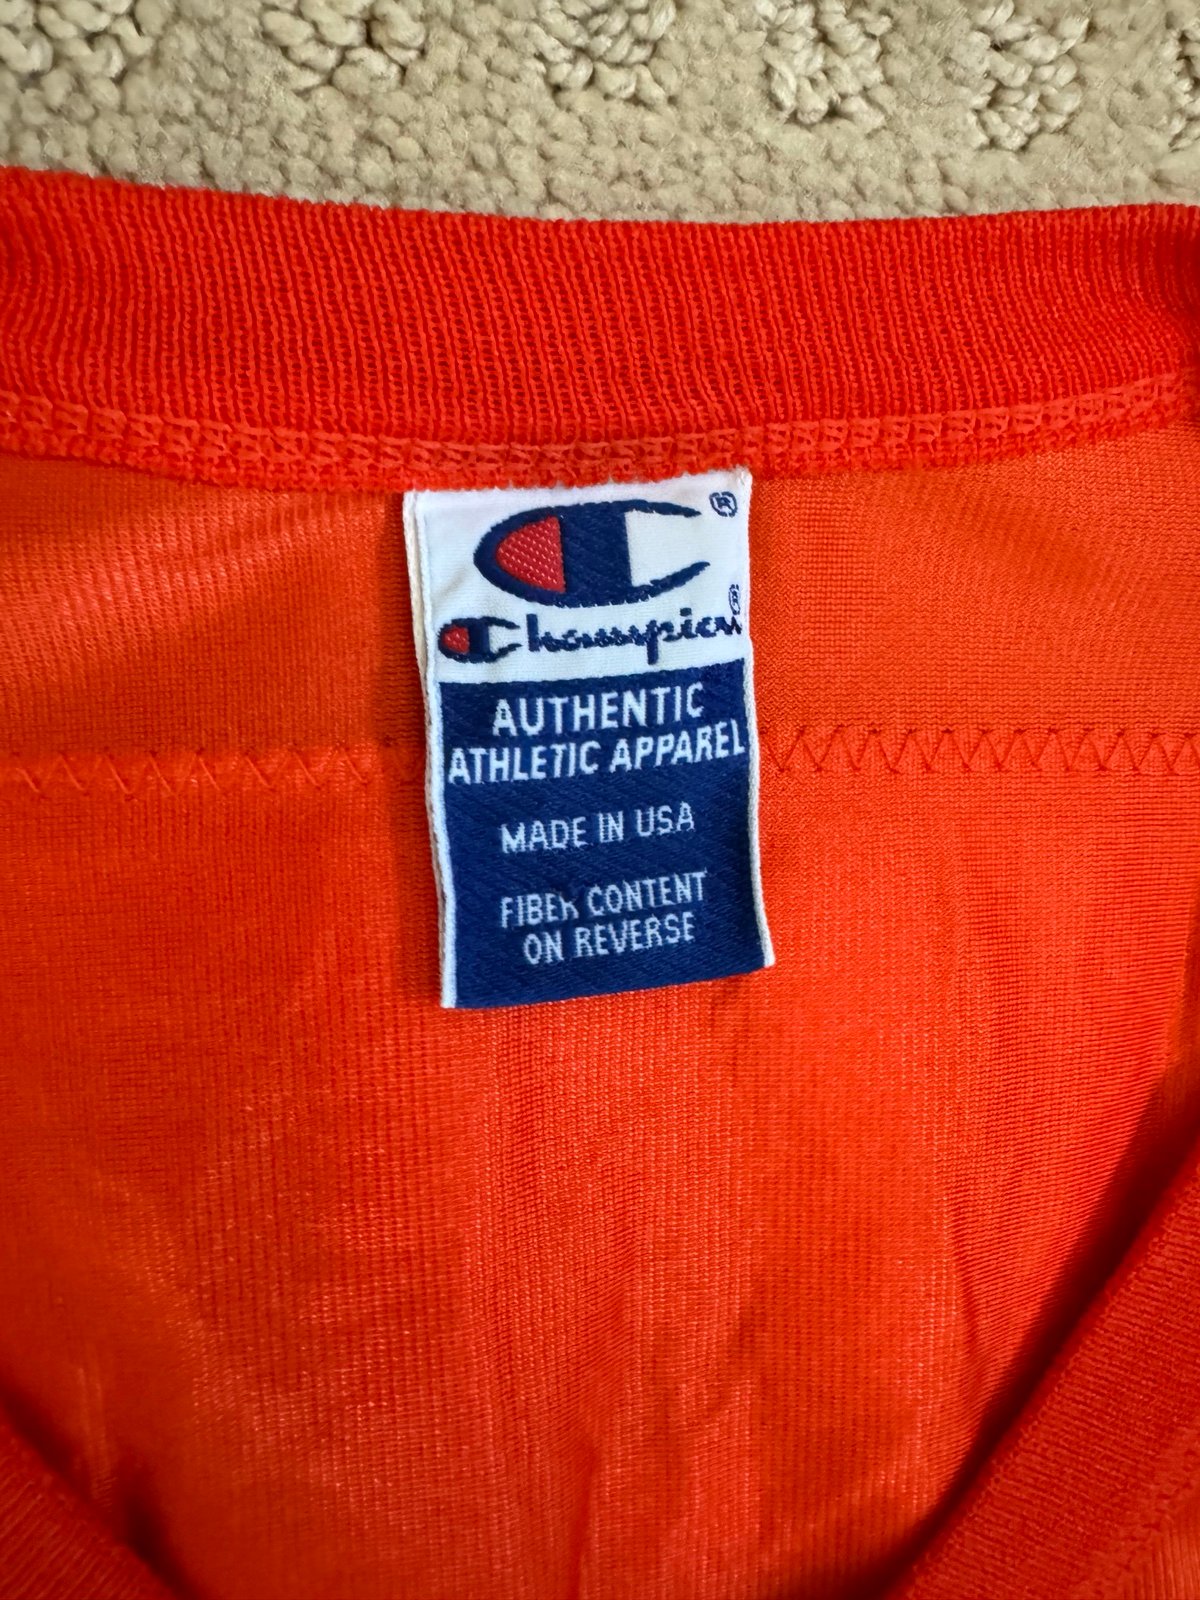 ®
Champion®
AUTHENTIC
ATHLETIC APPAREL
MADE IN USA
FIBER CONTENT
ON REVERSE